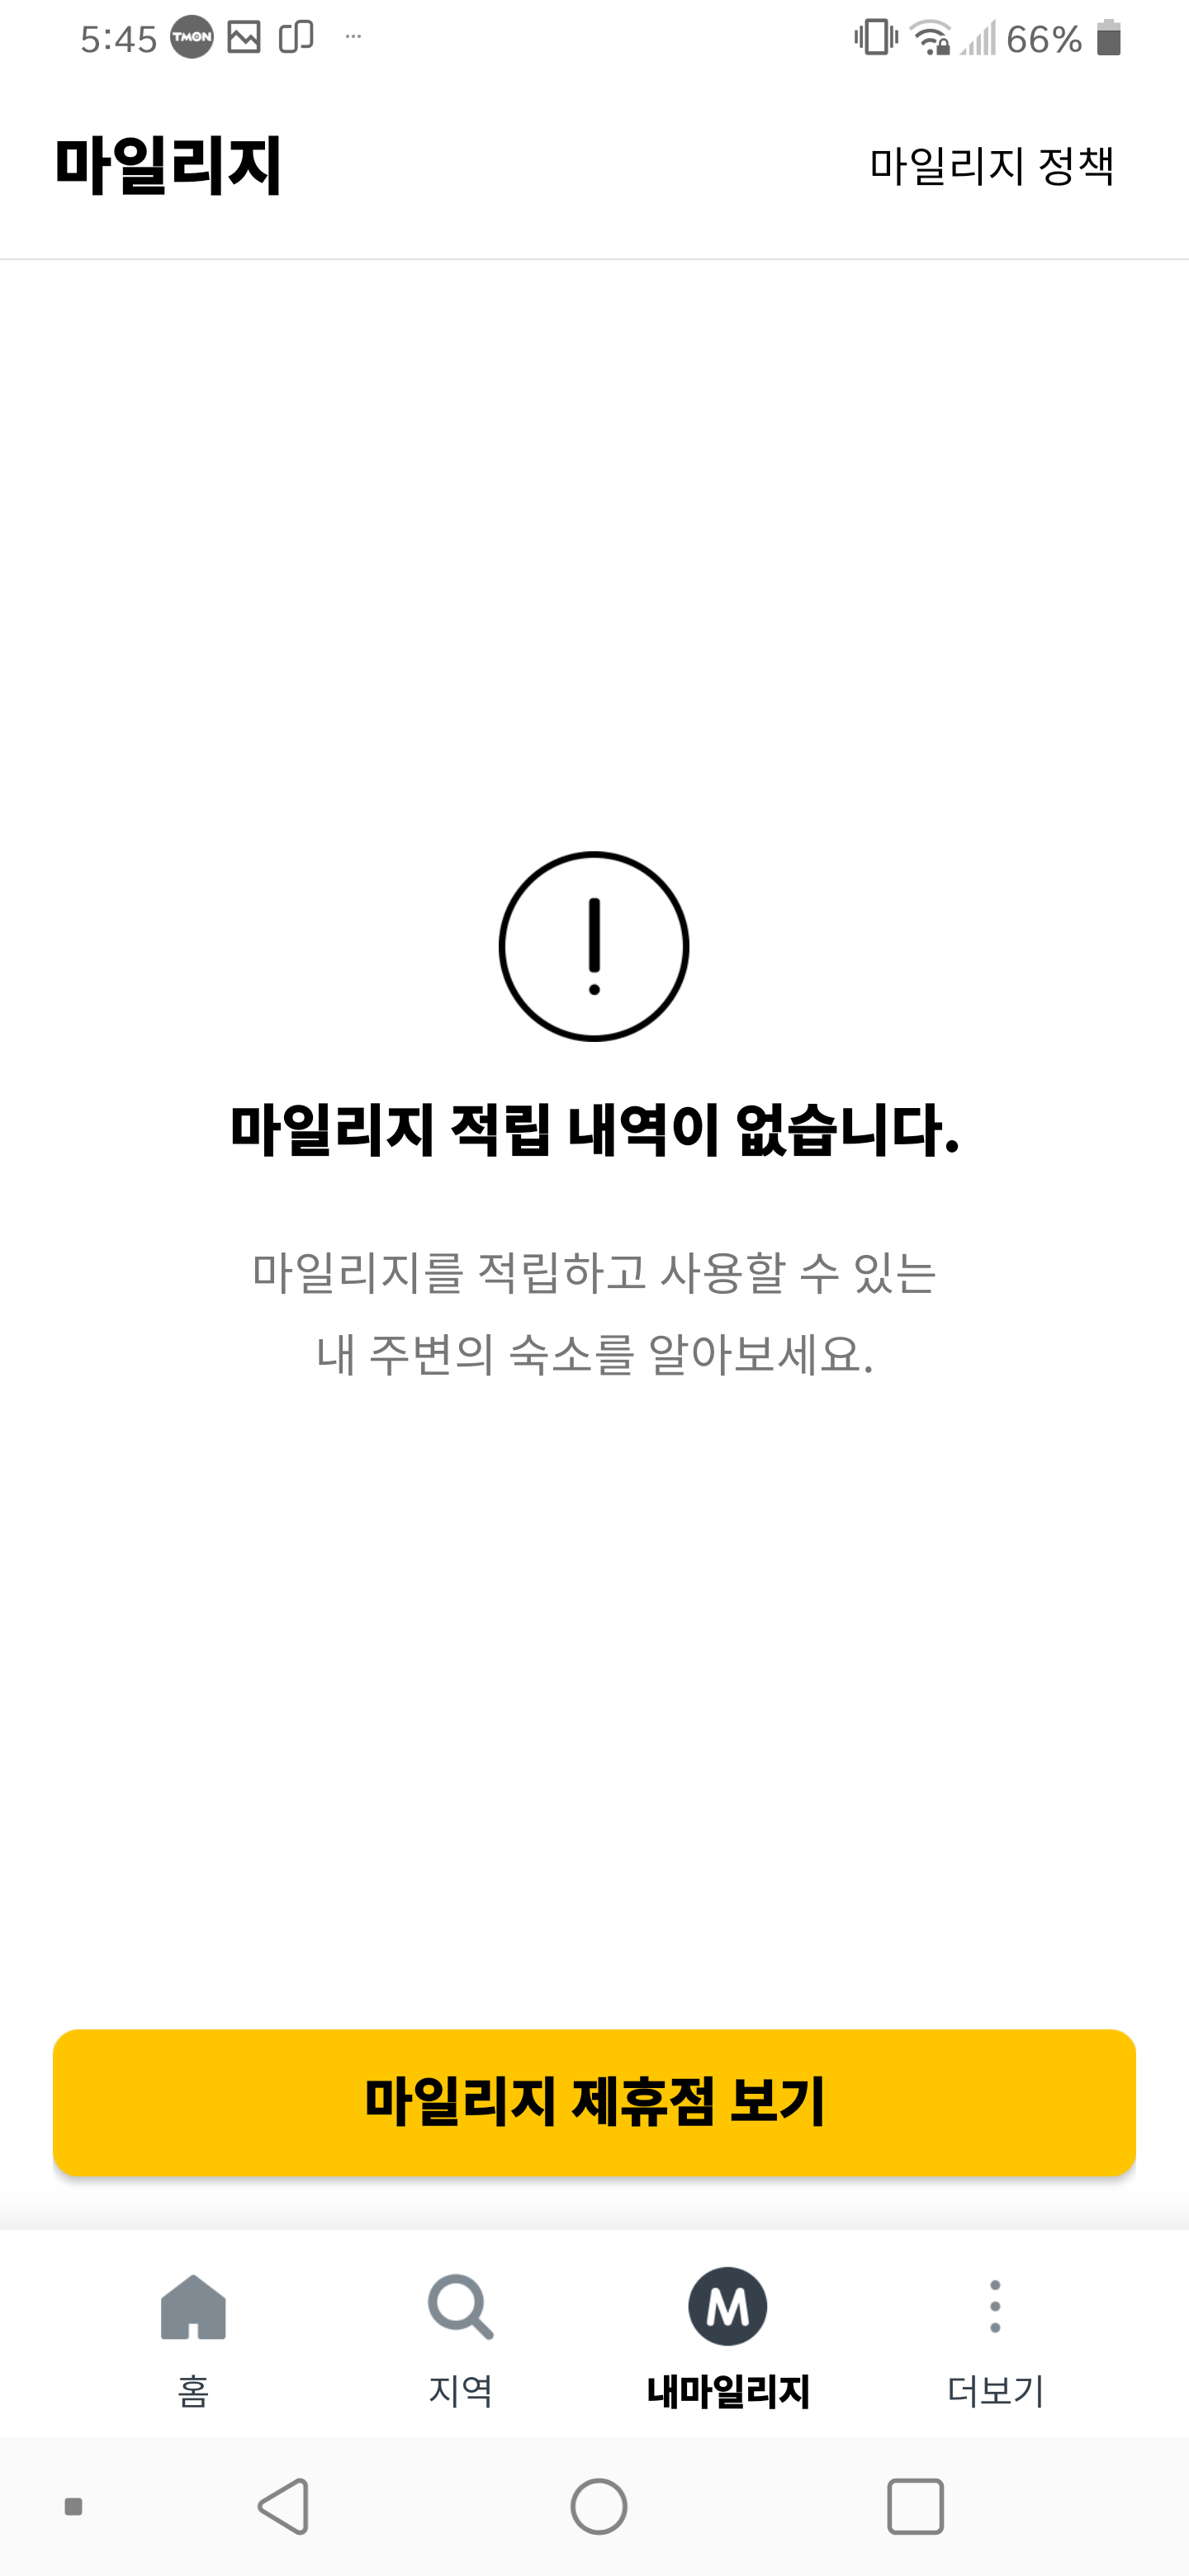 5:45 TMON ... 66%
마일리지
마일리지 정책
마일리지 적립 내역이 없습니다.
마일리지를 적립하고 사용할 수 있는
내 주변의 숙소를 알아보세요.
마일리지 제휴점 보기
M
홈 지역 내마일리지 더보기